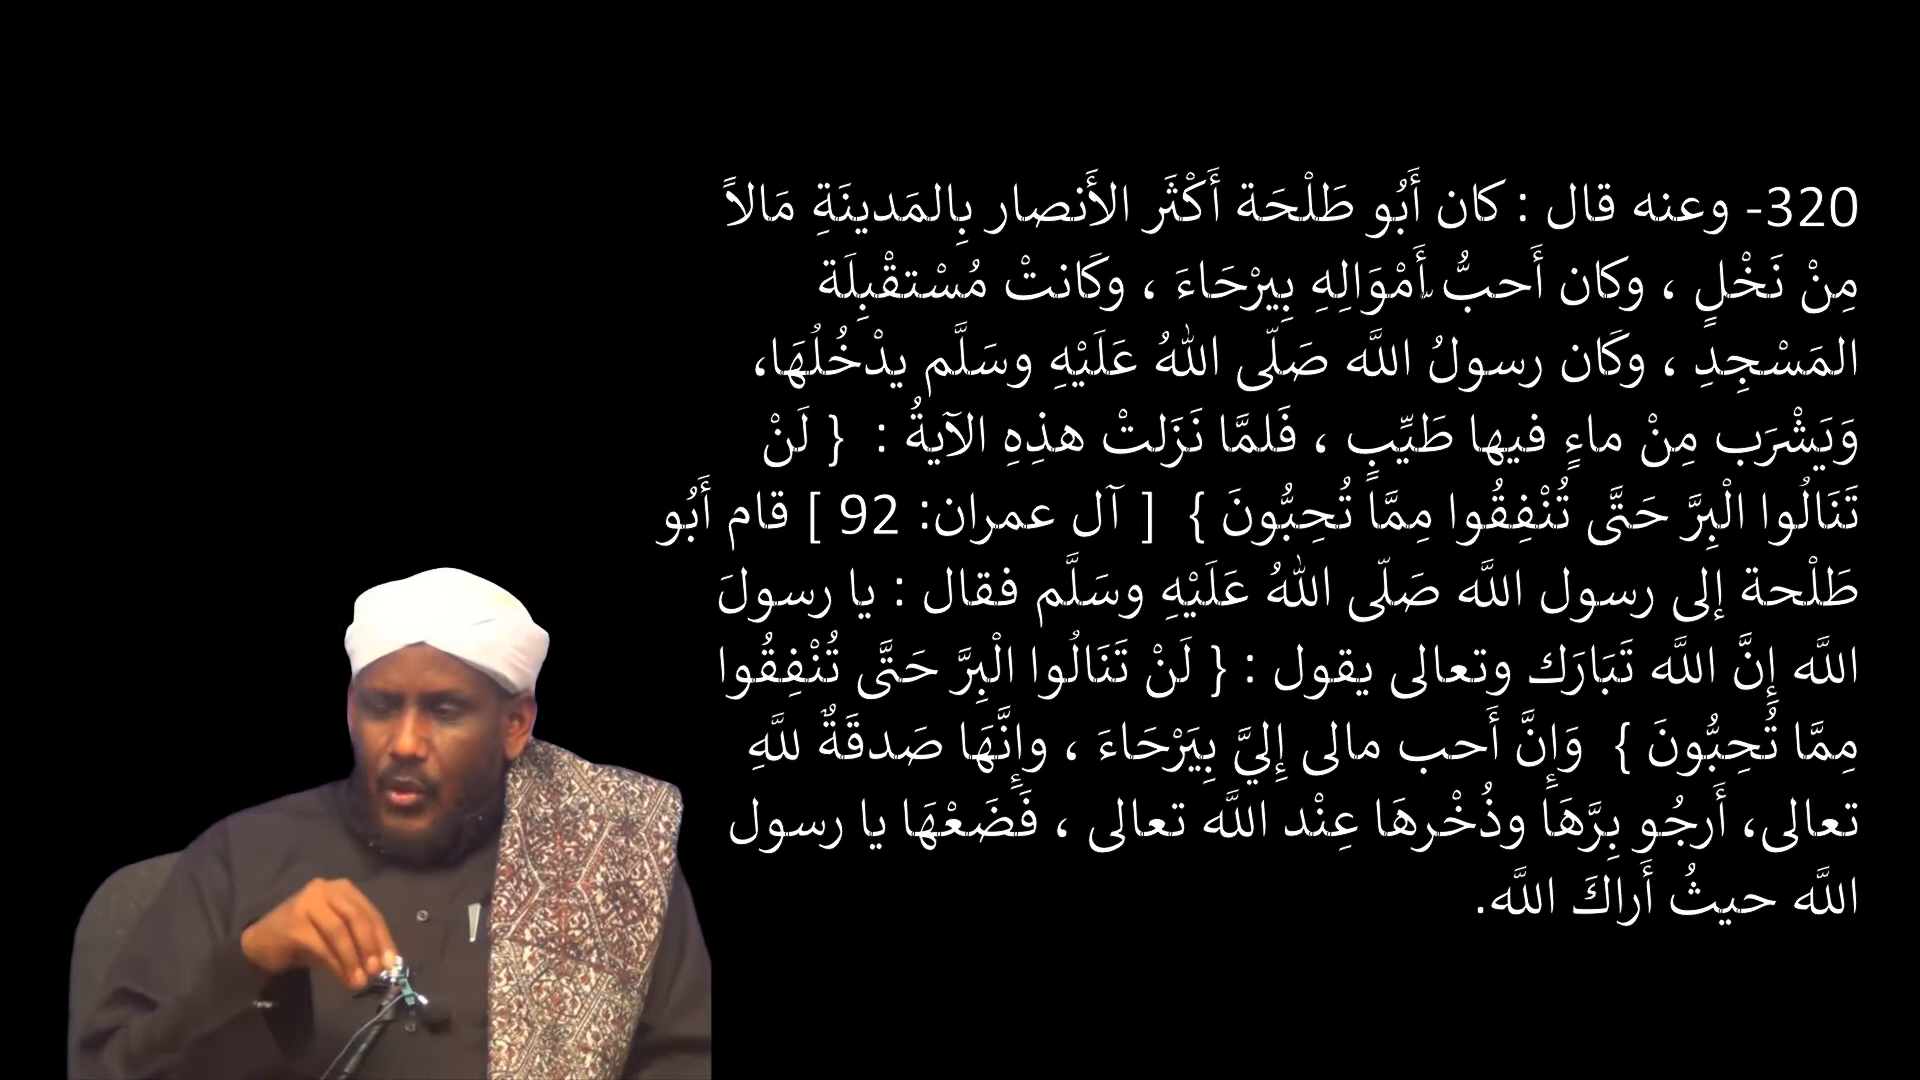 320- وعنه قال : كان أَبُو طَلْحَة أَكْثَر الأَنصار بِالمَدينَةِ مَالاً
مِنْ نَخْلٍ ، وكان أَحبُّ أَمْوَالِهِ بِيرْحَاءَ ، وكَانتْ مُسْتقْبِلَة
المَسْجِدِ ، وكَان رسولُ اللَّه صَلّى اللهُ عَلَيْهِ وسَلَّم يدْخُلُهَا،
وَيَشْرَب مِنْ ماءٍ فيها طَيِّبٍ ، فَلمَّا نَزَلتْ هذِهِ الآيةُ : { لَنْ
تَنَالُوا الْبِرَّ حَتَّى تُنْفِقُوا مِمَّا تُحِبُّونَ } [ آل عمران: 92 ] قام أَبُو
طَلْحة إلى رسول اللَّه صَلّى اللهُ عَلَيْهِ وسَلَّم فقال : يا رسولَ
اللَّه إِنَّ اللَّه تَبَارَك وتعالى يقول : { لَنْ تَنَالُوا الْبِرَّ حَتَّى تُنْفِقُوا
مِمَّا تُحِبُّونَ } وَإِنَّ أَحب مالى إِليَّ بِيَرْحَاءَ ، وإِنَّهَا صَدقَةٌ للَّهِ
تعالى، أَرجُو بِرَّهَا وذُخْرهَا عِنْد اللَّه تعالى ، فَضَعْهَا يا رسول
اللَّه حيثُ أَراكَ اللَّه.